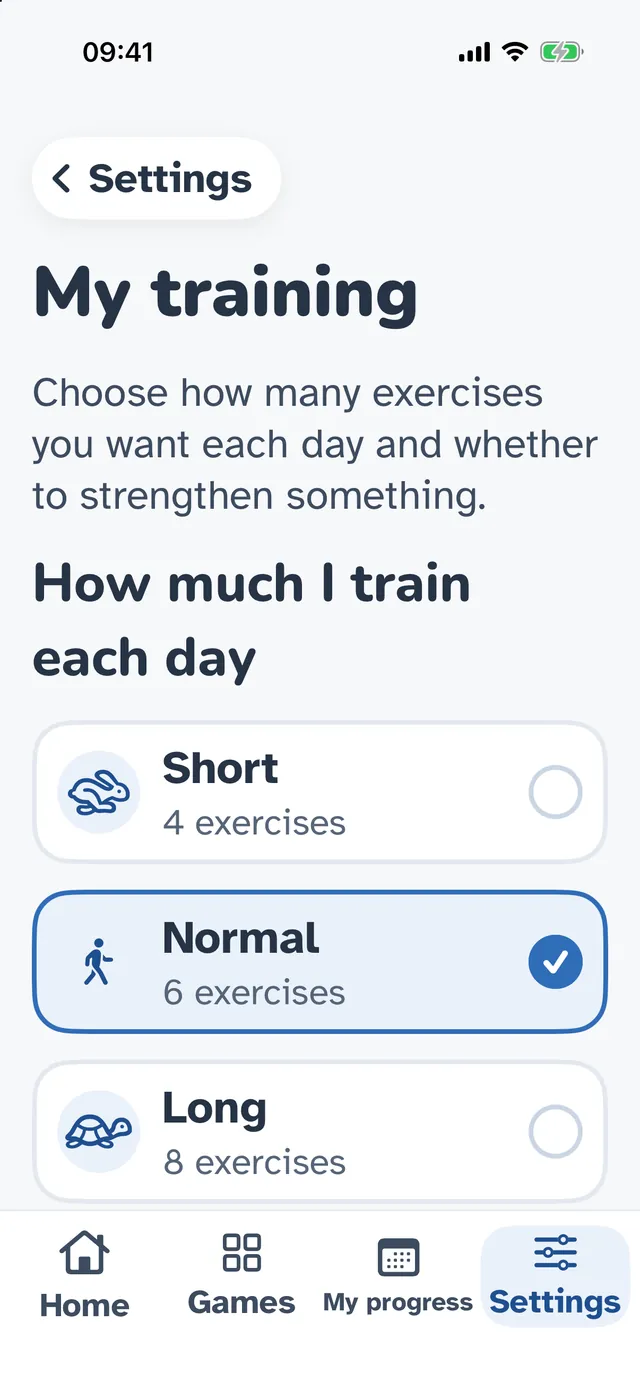 09:41
Settings
My training
Choose how many exercises
you want each day and whether
to strengthen something.
How much I train
each day
Short
4 exercises
Normal
6 exercises
Long
8 exercises
Home
Games
My progress
Settings